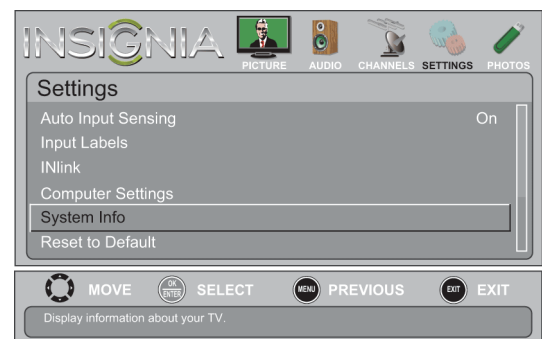 INSIGNIA
PICTURE AUDIO CHANNELS SETTINGS PHOTOS
Settings
Auto Input Sensing On
Input Labels
INlink
Computer Settings
System Info
Reset to Default
MOVE OK ENTER SELECT MENU PREVIOUS EXIT EXIT
Display information about your TV.